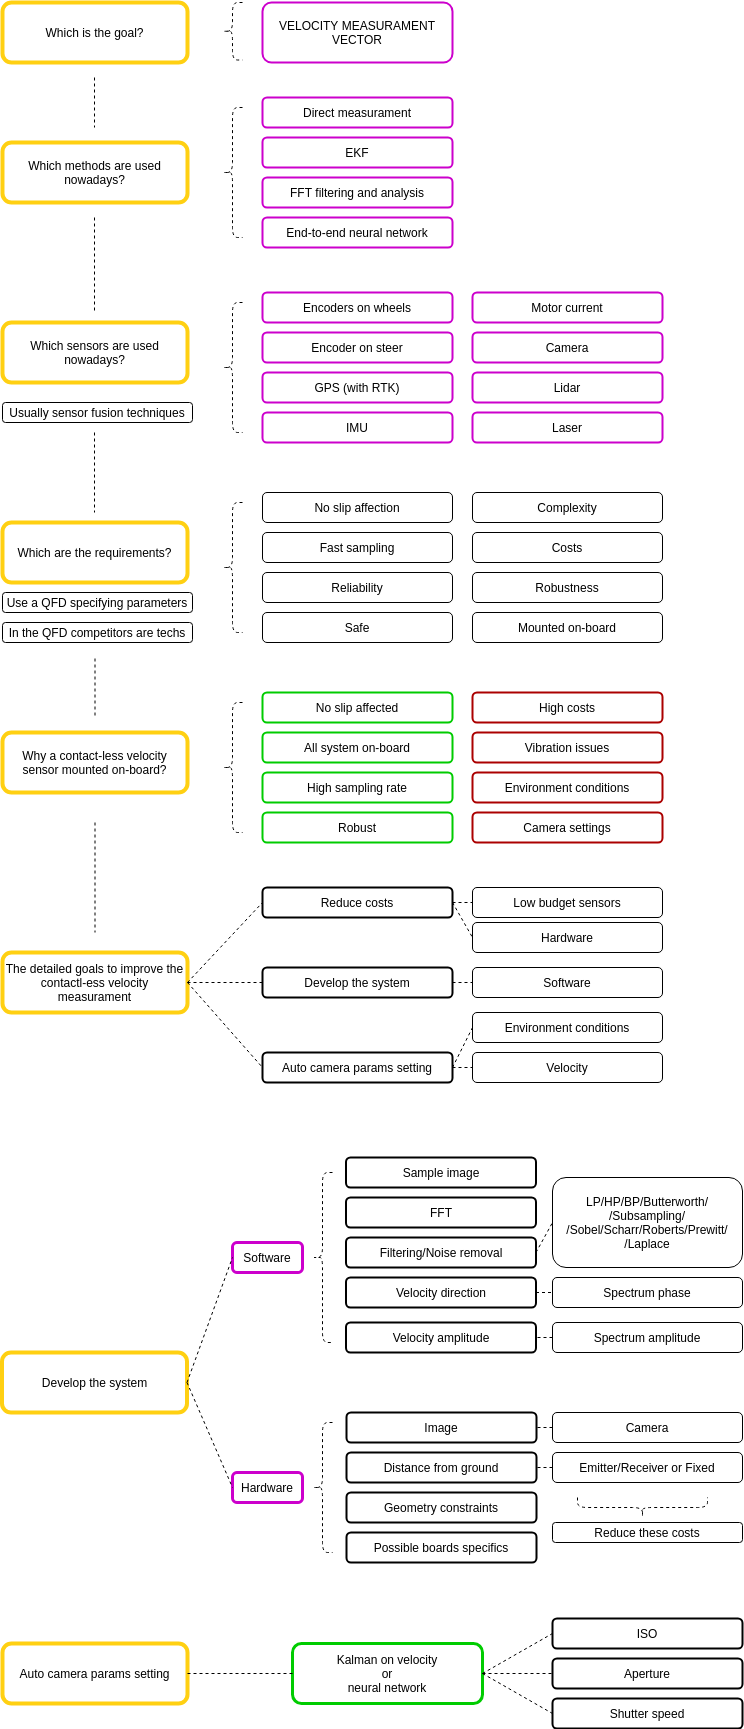 Which is the goal?
VELOCITY MEASURAMENT
VECTOR
Which methods are used
nowadays?
Direct measurament
EKF
FFT filtering and analysis
End-to-end neural network
Which sensors are used
nowadays?
Usually sensor fusion techniques
Encoders on wheels
Motor current
Encoder on steer
Camera
GPS (with RTK)
Lidar
IMU
Laser
Which are the requirements?
Use a QFD specifying parameters
In the QFD competitors are techs
No slip affection
Complexity
Fast sampling
Costs
Reliability
Robustness
Safe
Mounted on-board
Why a contact-less velocity
sensor mounted on-board?
No slip affected
High costs
All system on-board
Vibration issues
High sampling rate
Environment conditions
Robust
Camera settings
The detailed goals to improve the
contactl-ess velocity
measurament
Reduce costs
Low budget sensors
Hardware
Develop the system
Software
Auto camera params setting
Environment conditions
Velocity
Develop the system
Software
Sample image
FFT
Filtering/Noise removal
LP/HP/BP/Butterworth/
/Subsampling/
/Sobel/Scharr/Roberts/Prewitt/
/Laplace
Velocity direction
Spectrum phase
Velocity amplitude
Spectrum amplitude
Hardware
Image
Camera
Distance from ground
Emitter/Receiver or Fixed
Geometry constraints
Reduce these costs
Possible boards specifics
Auto camera params setting
Kalman on velocity
or
neural network
ISO
Aperture
Shutter speed